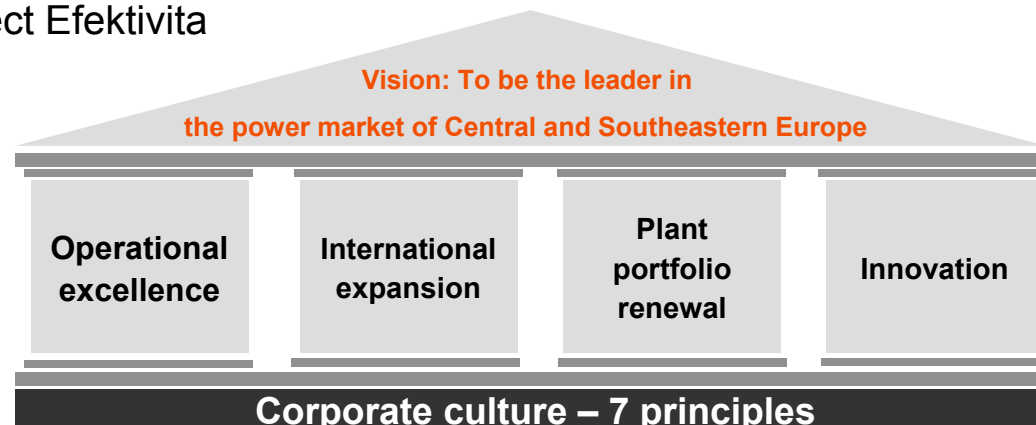 ect Efektivita
Vision: To be the leader in
the power market of Central and Southeastern Europe
Operational
excellence
International
expansion
Plant
portfolio
renewal
Innovation
Corporate culture – 7 principles